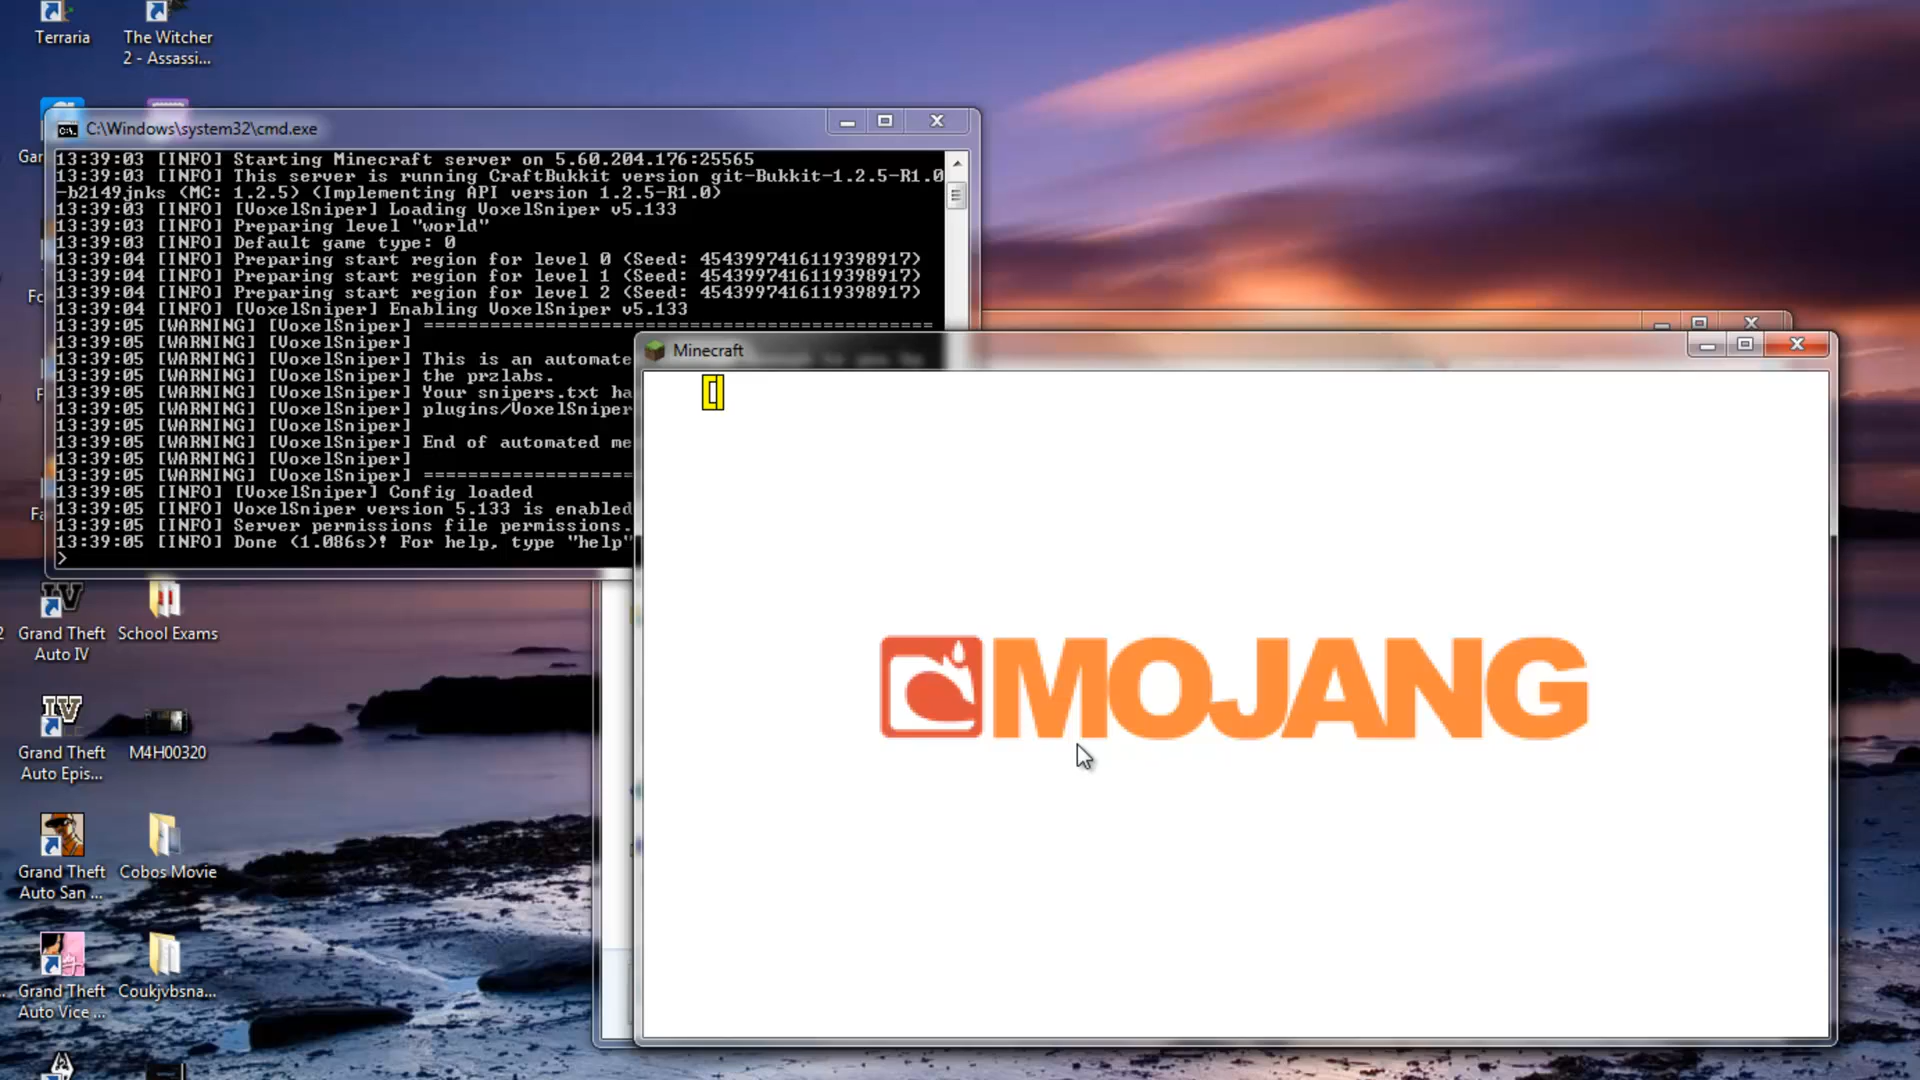 Terraria
The Witcher
2 - Assassi...
C:\Windows\system32\cmd.exe
13:39:03 [INFO] Starting Minecraft server on 5.60.204.176:25565
13:39:03 [INFO] This server is running CraftBukkit version git-Bukkit-1.2.5-R1.0
-b2149jnks (MC: 1.2.5) (Implementing API version 1.2.5-R1.0)
13:39:03 [INFO] [VoxelSniper] Loading VoxelSniper v5.133
13:39:03 [INFO] Preparing level "world"
13:39:03 [INFO] Default game type: 0
13:39:04 [INFO] Preparing start region for level 0 (Seed: 4543997416119398917)
13:39:04 [INFO] Preparing start region for level 1 (Seed: 4543997416119398917)
13:39:04 [INFO] Preparing start region for level 2 (Seed: 4543997416119398917)
13:39:04 [INFO] [VoxelSniper] Enabling VoxelSniper v5.133
13:39:05 [WARNING] [VoxelSniper] ==============================================
13:39:05 [WARNING] [VoxelSniper]
13:39:05 [WARNING] [VoxelSniper] This is an automate
13:39:05 [WARNING] [VoxelSniper] the przlabs.
13:39:05 [WARNING] [VoxelSniper] Your snipers.txt ha
13:39:05 [WARNING] [VoxelSniper] plugins/VoxelSniper
13:39:05 [WARNING] [VoxelSniper]
13:39:05 [WARNING] [VoxelSniper] End of automated me
13:39:05 [WARNING] [VoxelSniper]
13:39:05 [WARNING] [VoxelSniper] ===================
13:39:05 [INFO] [VoxelSniper] Config loaded
13:39:05 [INFO] VoxelSniper version 5.133 is enabled
13:39:05 [INFO] Server permissions file permissions.
13:39:05 [INFO] Done (1.086s)! For help, type "help"
>
Minecraft
MOJANG
Grand Theft
Auto IV
School Exams
Grand Theft
Auto Epis...
M4H00320
Grand Theft
Auto San ...
Cobos Movie
Grand Theft
Auto Vice ...
Coukjvbsna...